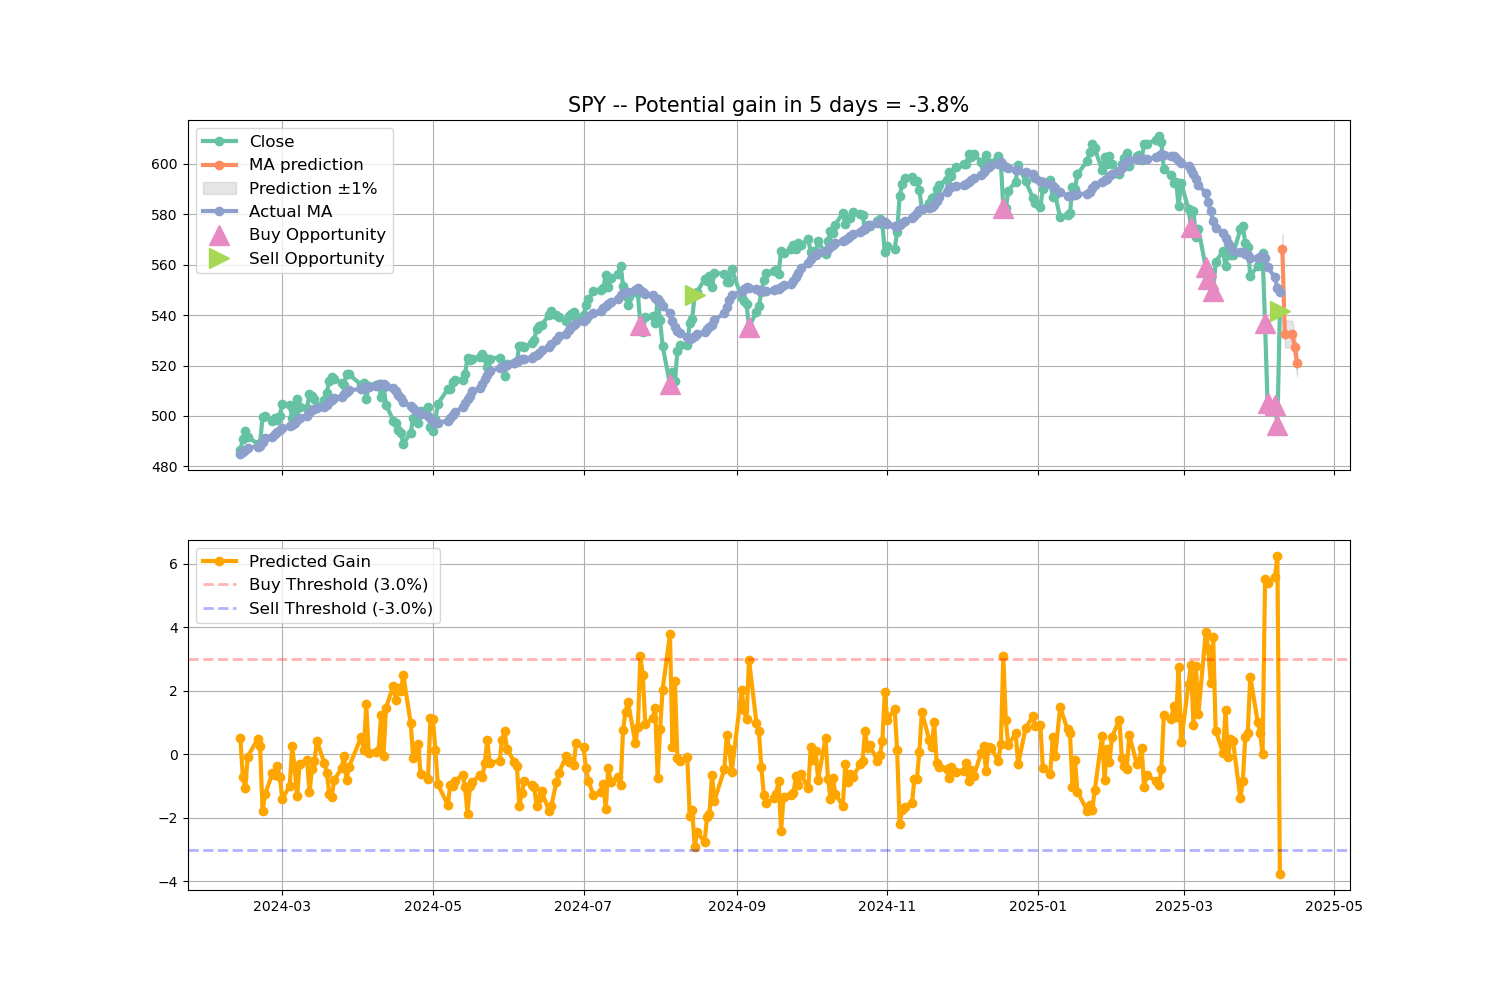 SPY -- Potential gain in 5 days = -3.8%
Close
MA prediction
Prediction ±1%
Actual MA
Buy Opportunity
Sell Opportunity
600
580
560
540
520
500
480
Predicted Gain
Buy Threshold (3.0%)
Sell Threshold (-3.0%)
6
4
2
0
−2
−4
2024-03 2024-05 2024-07 2024-09 2024-11 2025-01 2025-03 2025-05